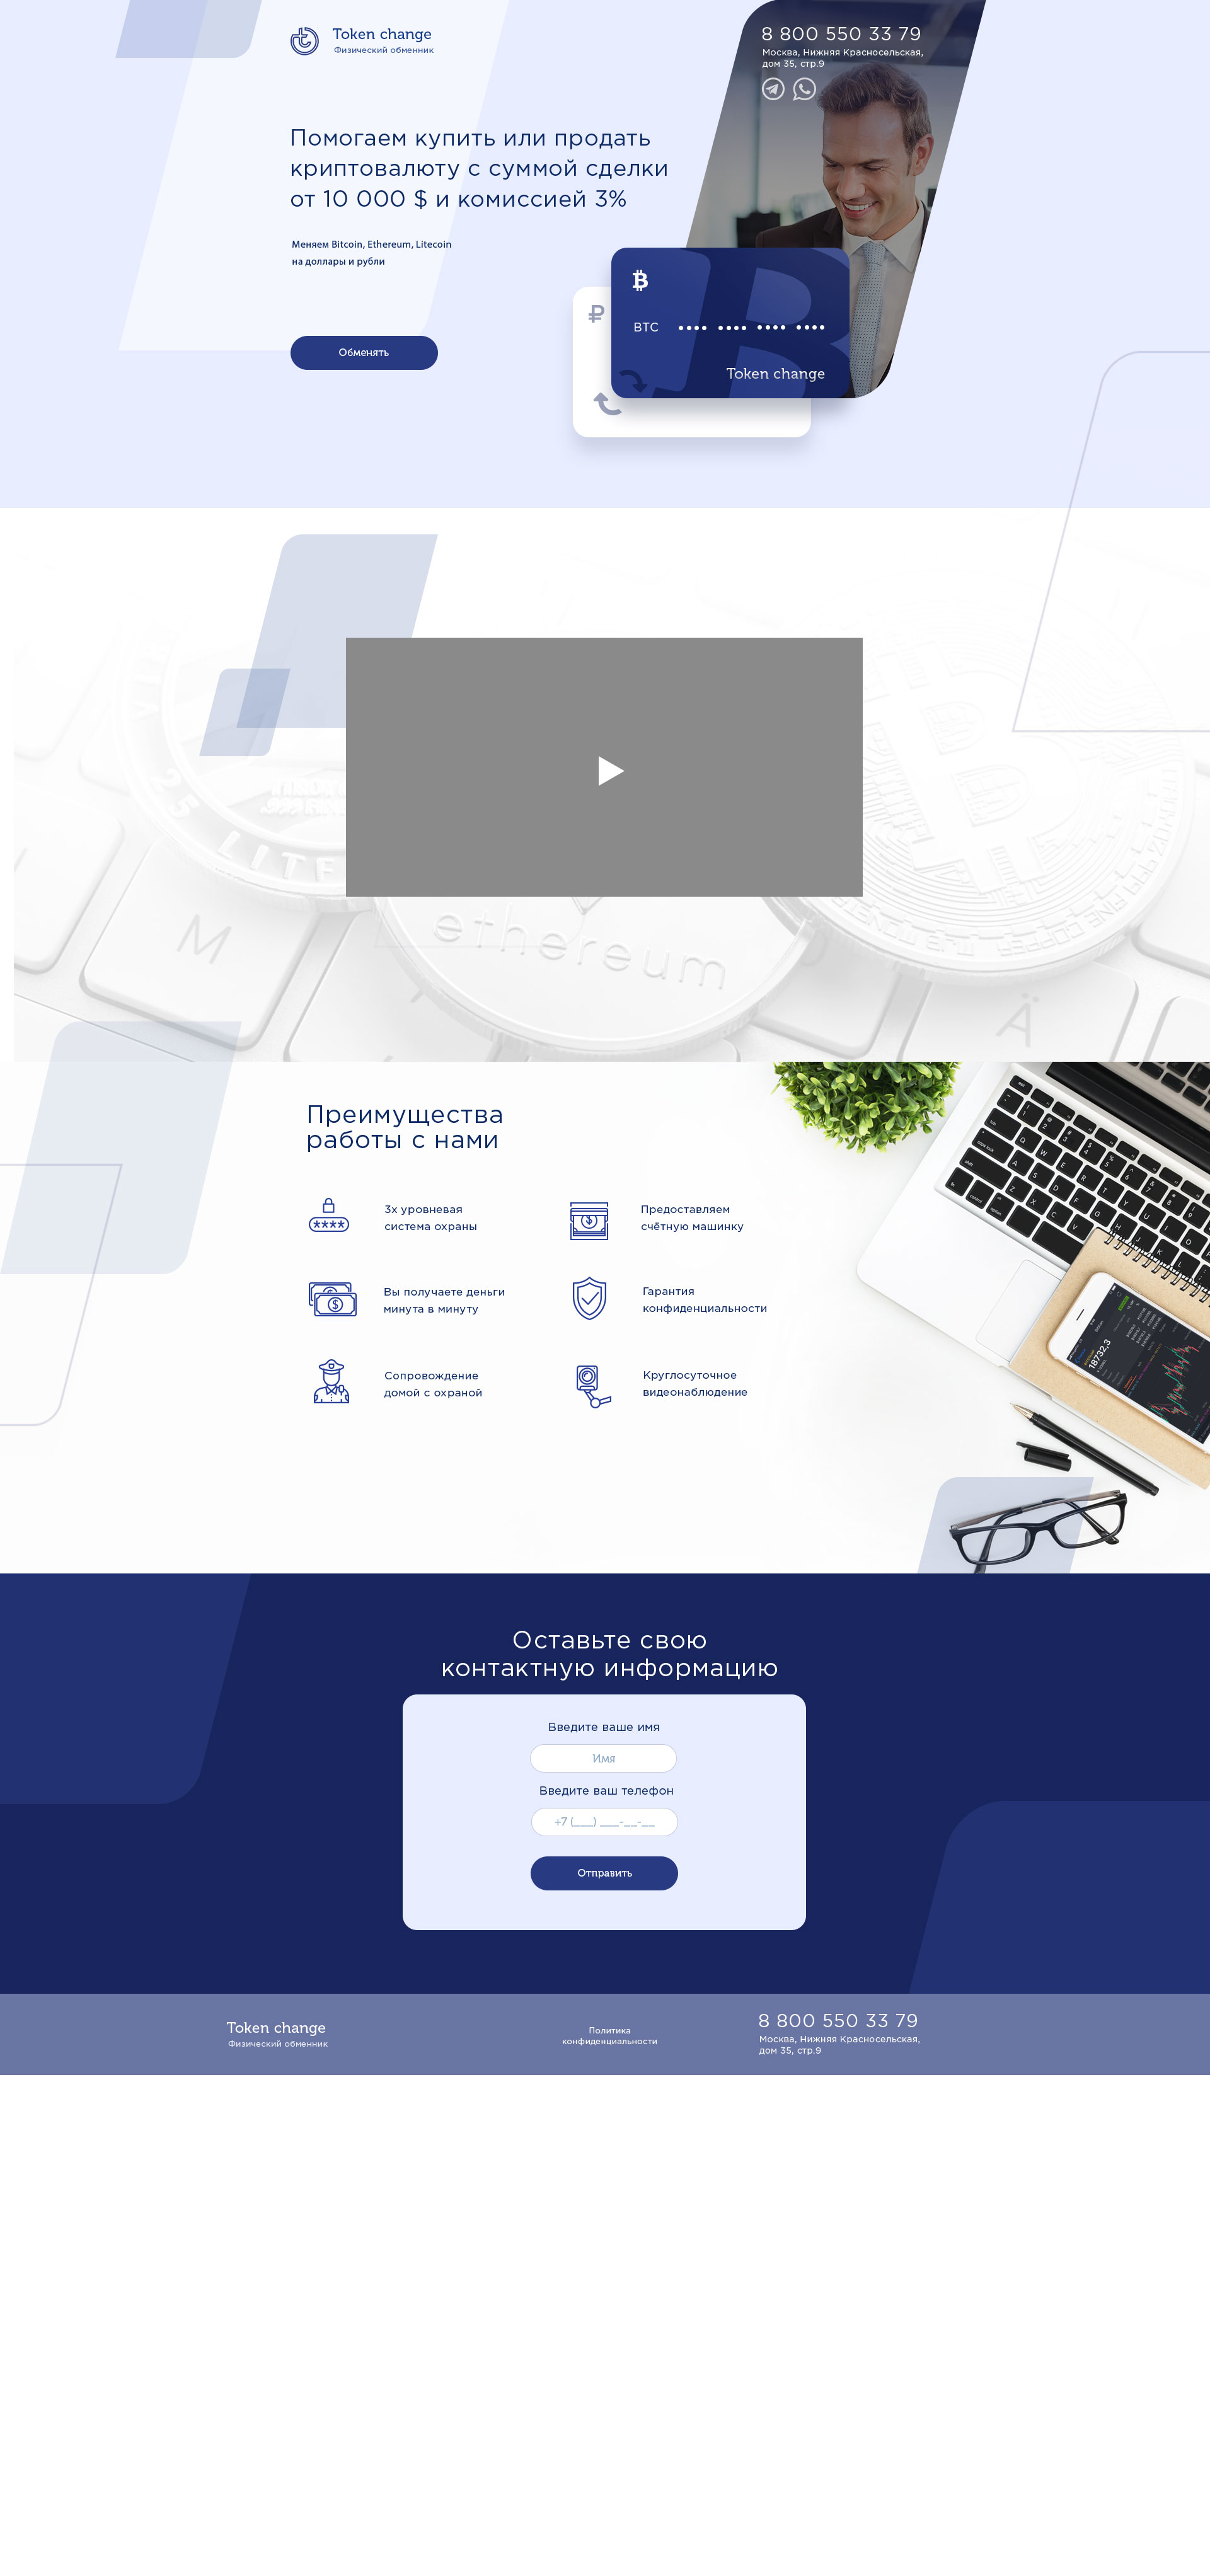 Token change
Физический обменник
8 800 550 33 79
Москва, Нижняя Красносельская,
дом 35, стр.9
Помогаем купить или продать
криптовалюту с суммой сделки
от 10 000 $ и комиссией 3%
Меняем Bitcoin, Ethereum, Litecoin
на доллары и рубли
Обменять
₽
BTC
Token change
LITE
ethereum
M
Ä
Преимущества
работы с нами
3х уровневая
система охраны
Предоставляем
счётную машинку
Вы получаете деньги
минута в минуту
Гарантия
конфиденциальности
Сопровождение
домой с охраной
Круглосуточное
видеонаблюдение
18732,3
Оставьте свою
контактную информацию
Введите ваше имя
Имя
Введите ваш телефон
+7 (___) ___-__-__
Отправить
Token change
Физический обменник
Политика
конфиденциальности
8 800 550 33 79
Москва, Нижняя Красносельская,
дом 35, стр.9